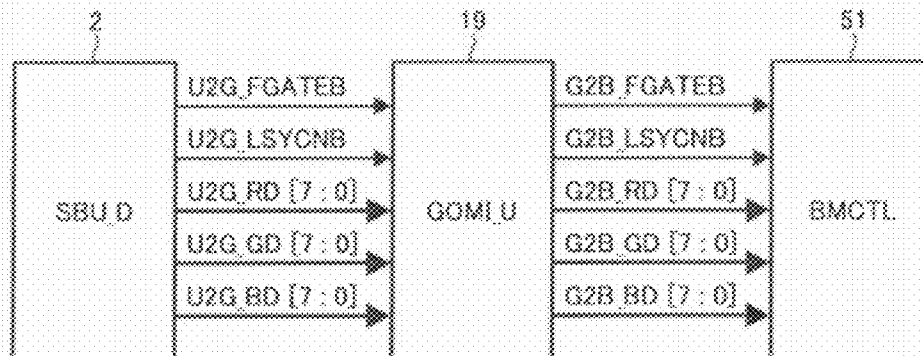 2
19
51
U2G_FGATEB
G2B_FGATEB
U2G_LSYCNB
G2B_LSYCNB
U2G_RD [7 : 0]
G2B_RD [7 : 0]
SBU_D
GOMI_U
BMCTL
U2G_GD [7 : 0]
G2B_GD [7 : 0]
U2G_BD [7 : 0]
G2B_BD [7 : 0]